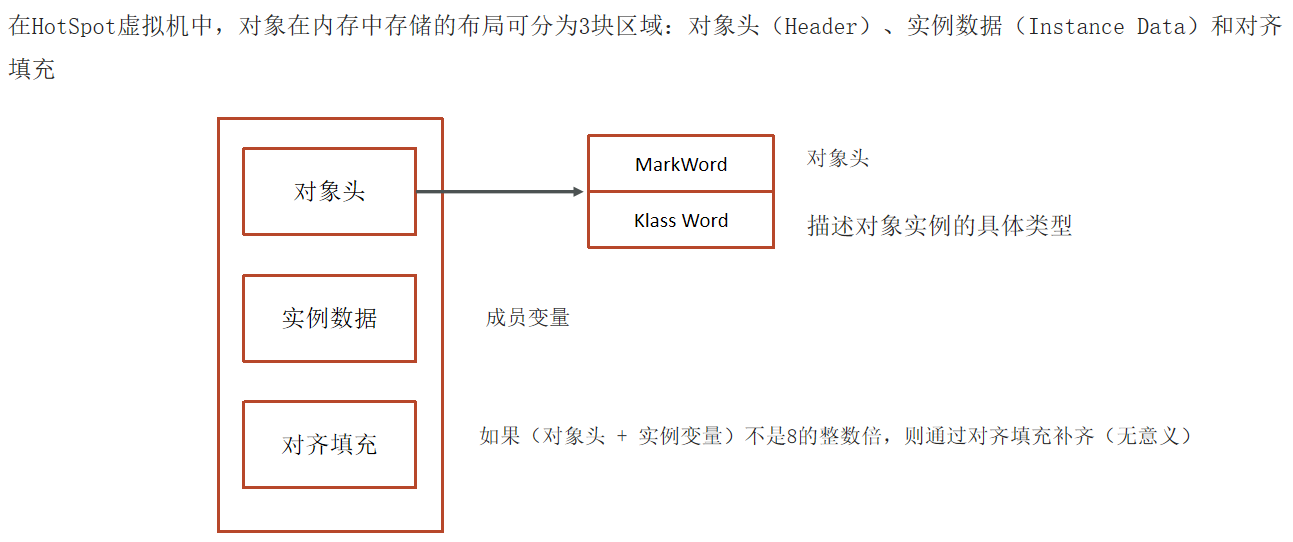 在HotSpot虚拟机中，对象在内存中存储的布局可分为3块区域：对象头（Header）、实例数据（Instance Data）和对齐
填充
对象头
MarkWord
对象头
Klass Word
描述对象实例的具体类型
实例数据
成员变量
对齐填充
如果（对象头 + 实例变量）不是8的整数倍，则通过对齐填充补齐（无意义）